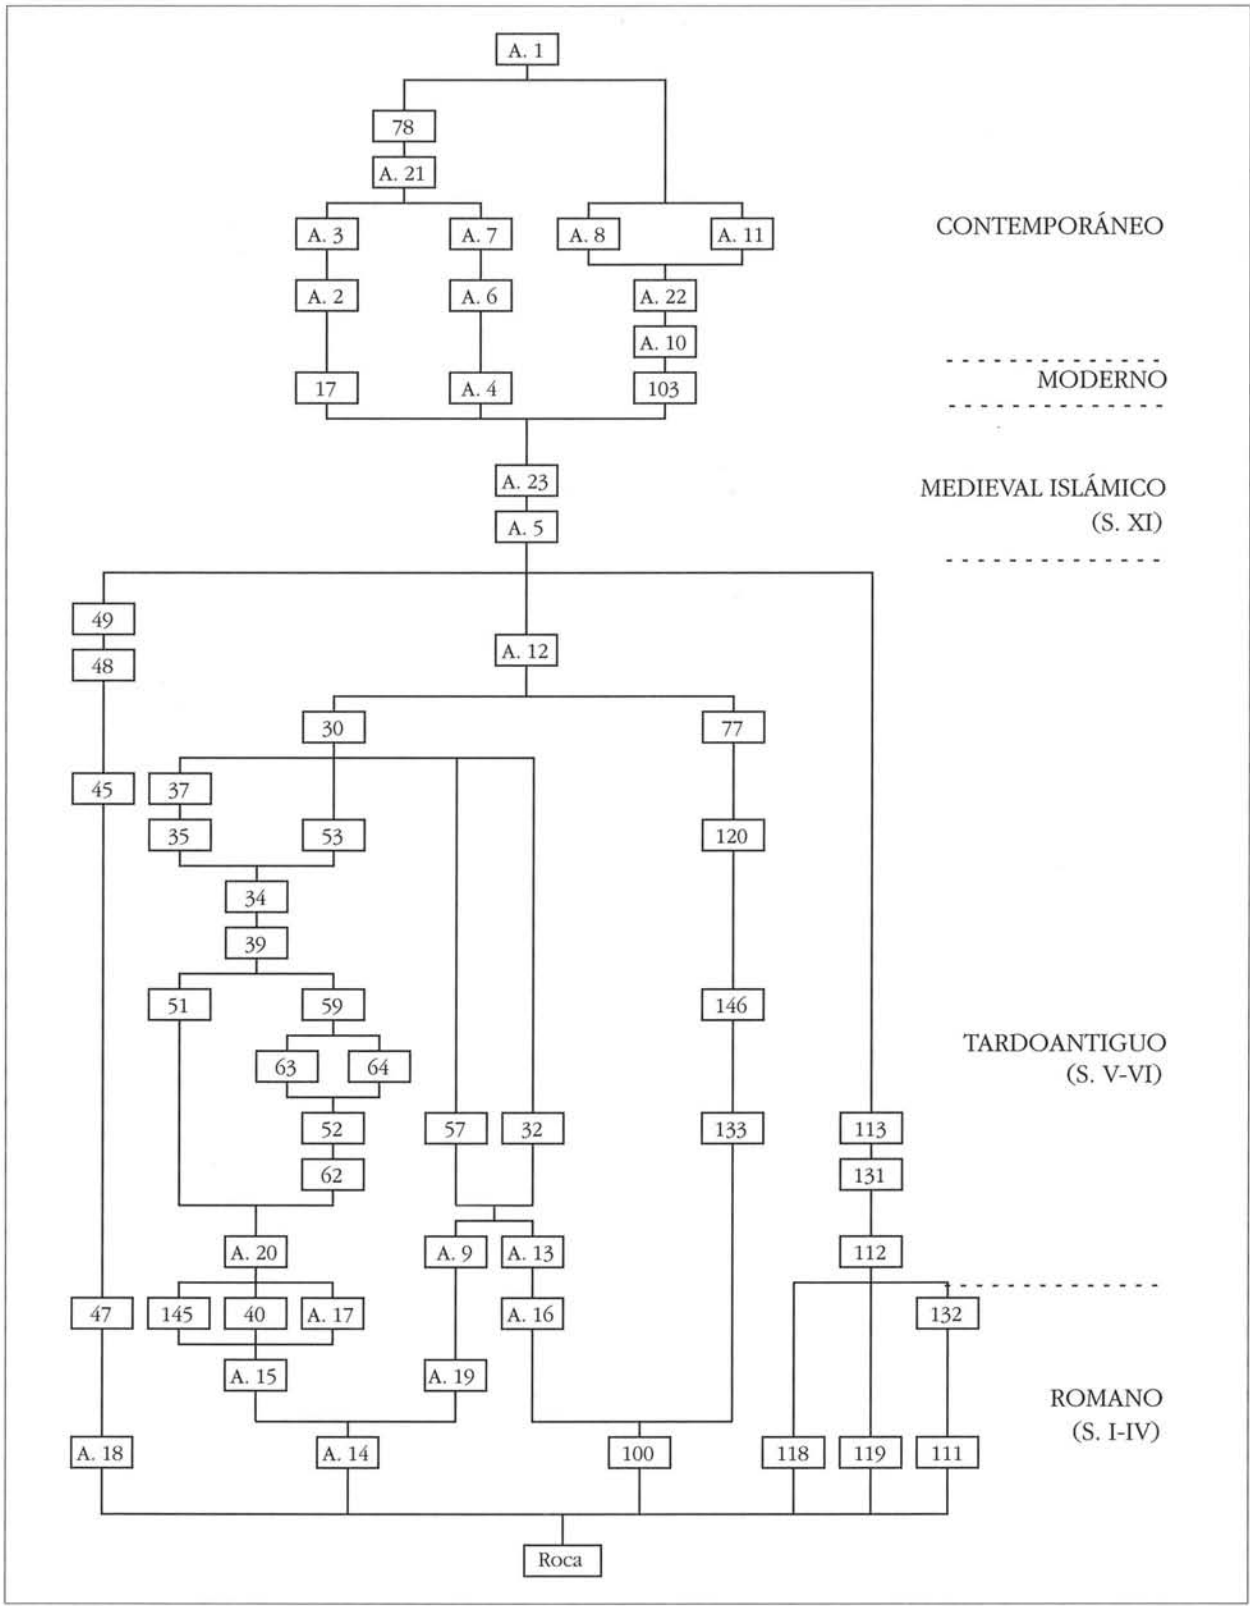 A. 1
78
A. 21
A. 3 A. 7 A. 8 A. 11
CONTEMPORÁNEO
A. 2 A. 6 A. 22
A. 10
17 A. 4 103
MODERNO
A. 23
MEDIEVAL ISLÁMICO
(S. XI)
A. 5
49
48
A. 12
30 77
45 37
35 53 120
34
39
51 59 146
63 64
TARDOANTIGUO
(S. V-VI)
52 57 32 133 113
62 131
A. 20 A. 9 A. 13 112
47 145 40 A. 17 A. 16 132
A. 15 A. 19
ROMANO
(S. I-IV)
A. 18 A. 14 100 118 119 111
Roca